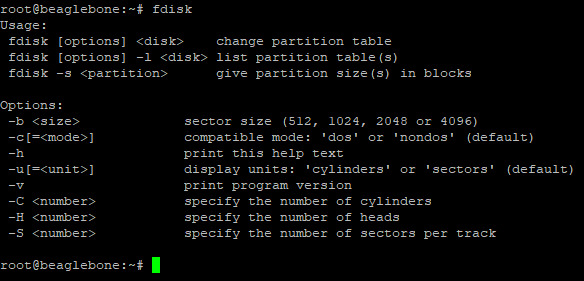 root@beaglebone:~# fdisk
Usage:
 fdisk [options] <disk>    change partition table
 fdisk [options] -l <disk> list partition table(s)
 fdisk -s <partition>      give partition size(s) in blocks

Options:
 -b <size>             sector size (512, 1024, 2048 or 4096)
 -c[=<mode>]           compatible mode: 'dos' or 'nondos' (default)
 -h                    print this help text
 -u[=<unit>]           display units: 'cylinders' or 'sectors' (default)
 -v                    print program version
 -C <number>           specify the number of cylinders
 -H <number>           specify the number of heads
 -S <number>           specify the number of sectors per track

root@beaglebone:~#